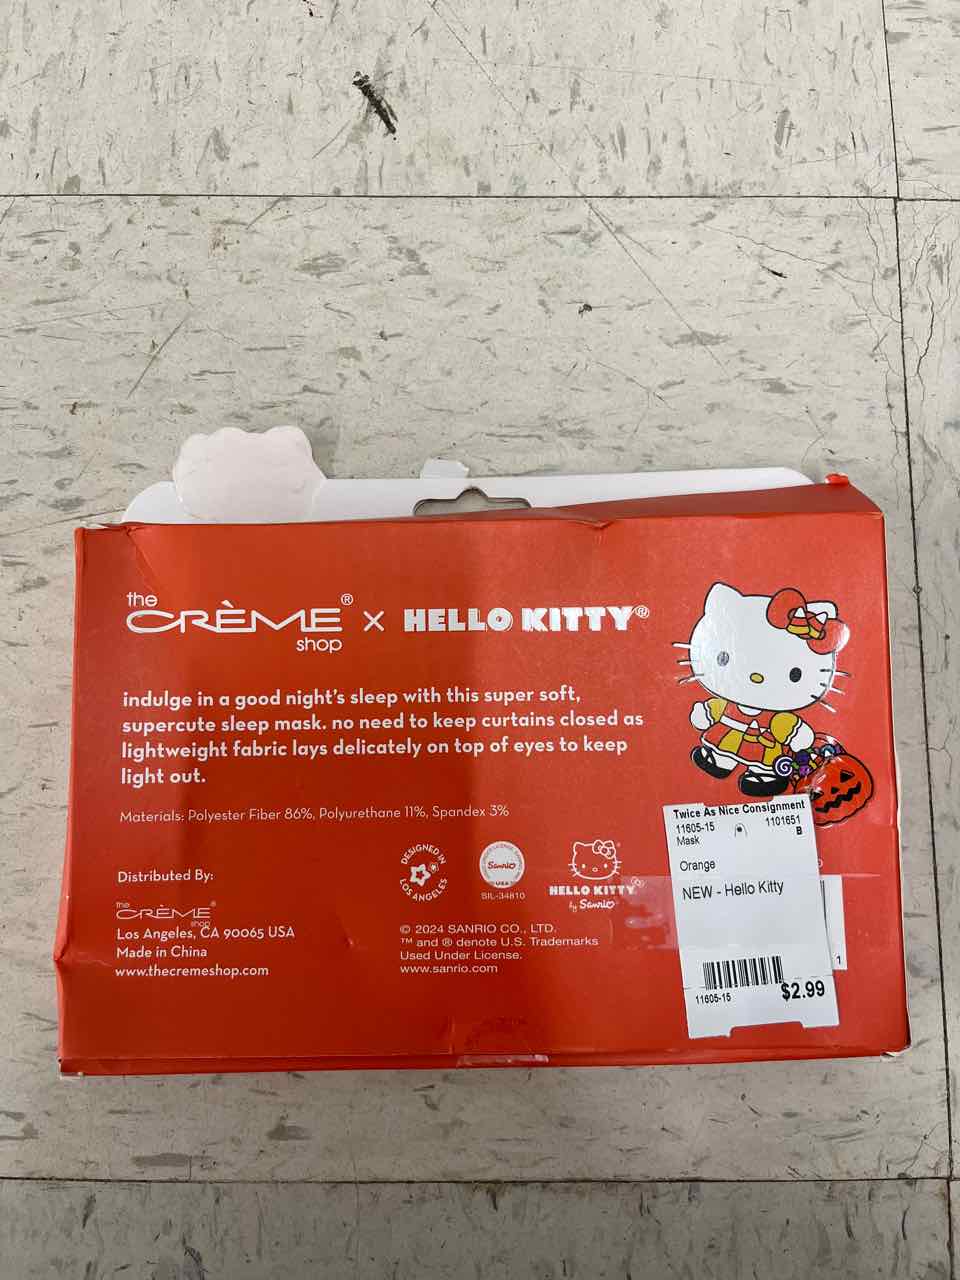 the
CRÈME® x HELLO KITTY®
shop
indulge in a good night's sleep with this super soft,
supercute sleep mask. no need to keep curtains closed as
lightweight fabric lays delicately on top of eyes to keep
light out.
Materials: Polyester Fiber 86%, Polyurethane 11%, Spandex 3%
Distributed By:
the
CRÈME®
shop
Los Angeles, CA 90065 USA
Made in China
www.thecremeshop.com
DESIGNED IN
LOS ANGELES
Sanrio
USA
SIL-34810
HELLO KITTY®
by Sanrio
© 2024 SANRIO CO., LTD.
™ and ® denote U.S. Trademarks
Used Under License.
www.sanrio.com
Twice As Nice Consignment
11605-15 1101651
Mask B
Orange
NEW - Hello Kitty
11605-15 $2.99
1